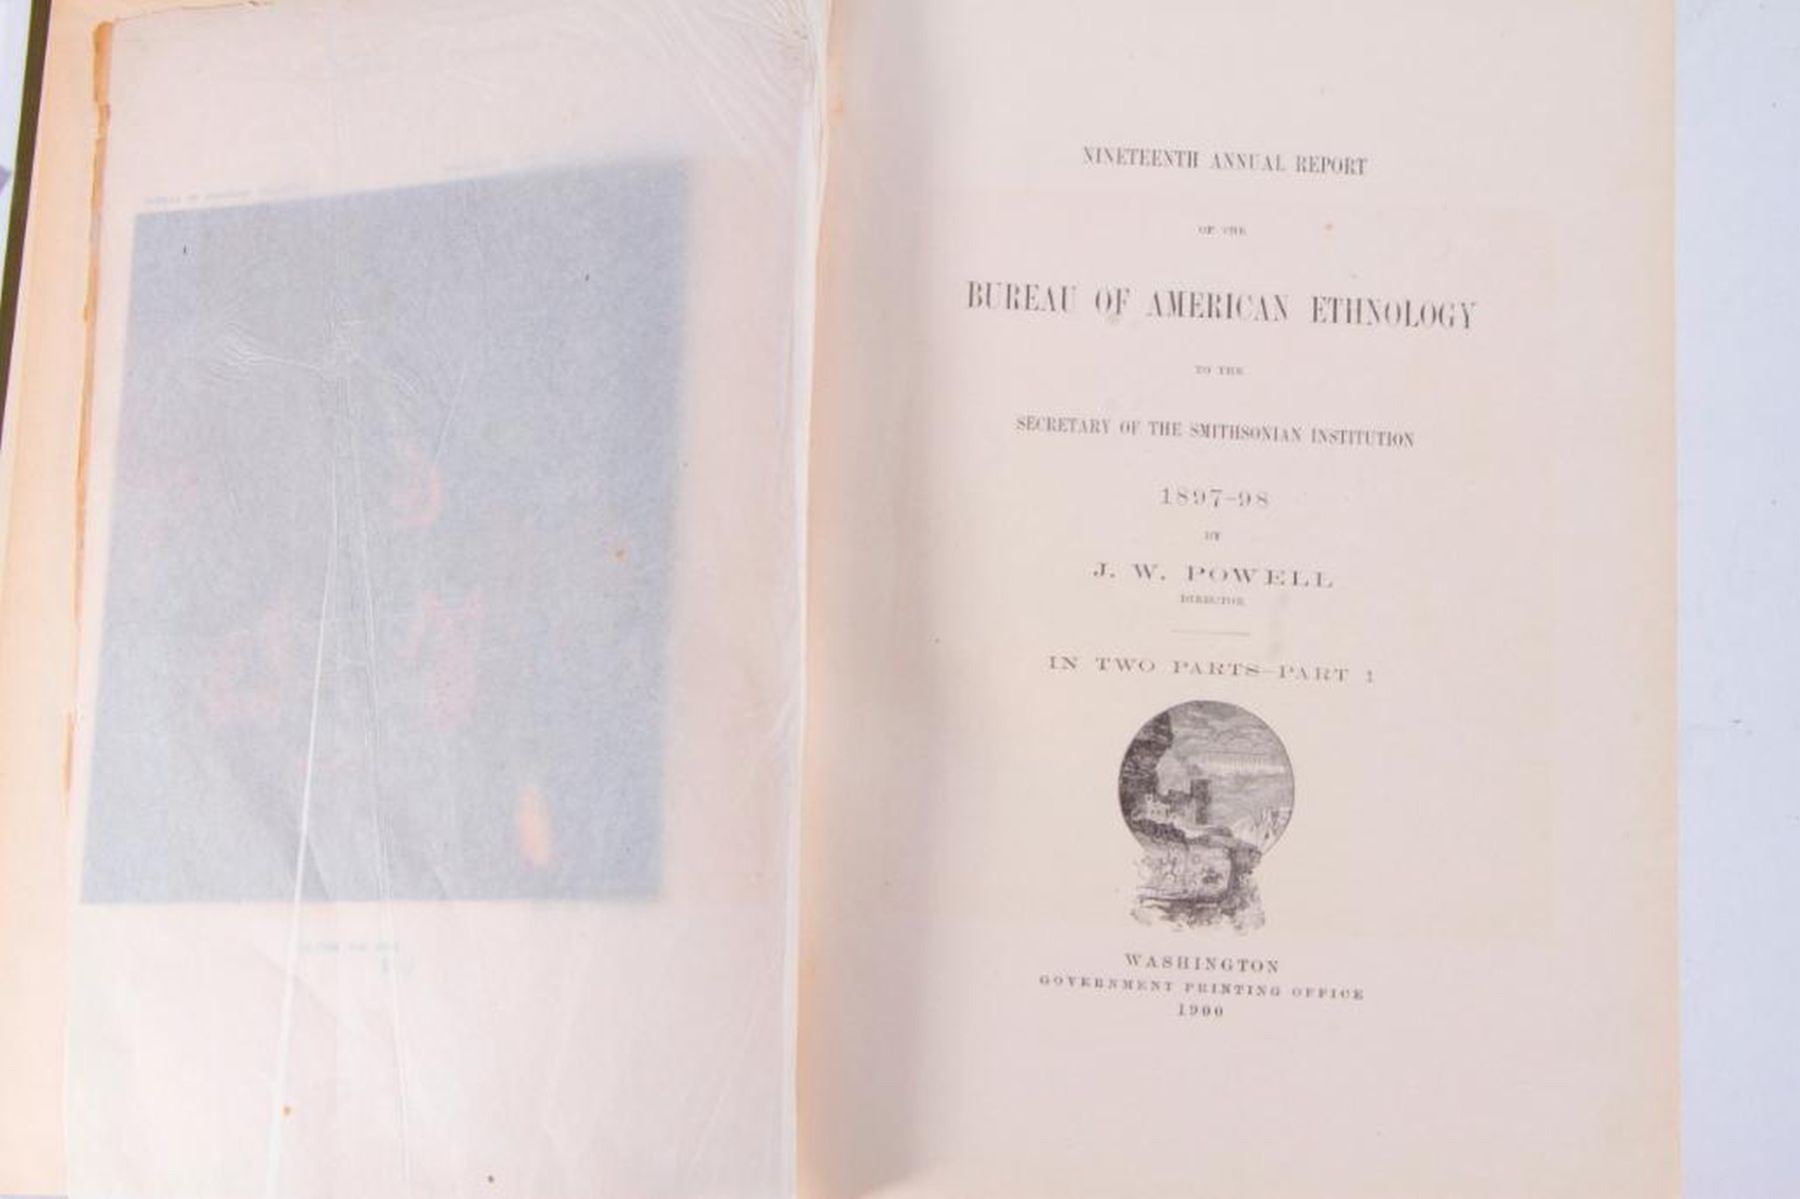 NINETEENTH ANNUAL REPORT
OF THE
BUREAU OF AMERICAN ETHNOLOGY
TO THE
SECRETARY OF THE SMITHSONIAN INSTITUTION
1897-98
BY
J. W. POWELL
DIRECTOR
IN TWO PARTS—PART 1
WASHINGTON
GOVERNMENT PRINTING OFFICE
1900